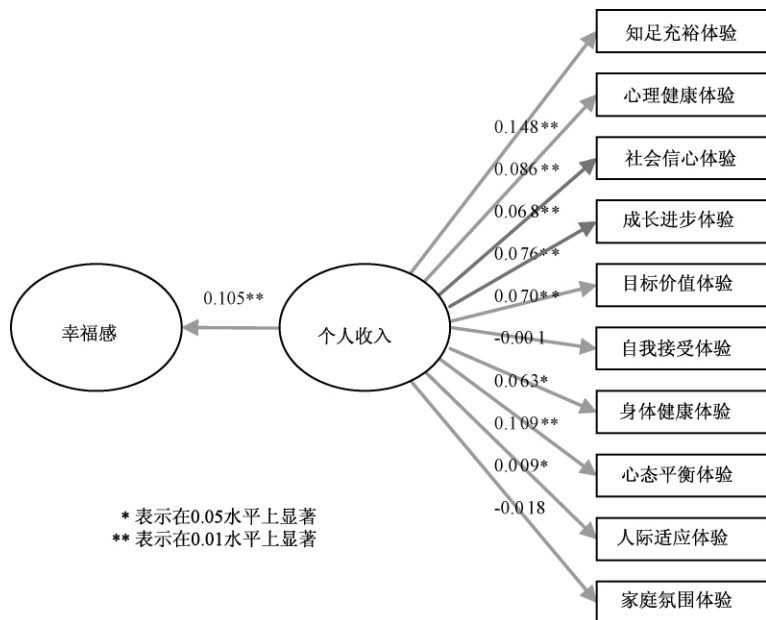 知足充裕体验
心理健康体验
0.148**
社会信心体验
0.086**
0.068**
成长进步体验
0.076**
目标价值体验
0.070**
0.105**
幸福感
个人收入
-0.001
自我接受体验
0.063*
身体健康体验
0.109**
心态平衡体验
0.009*
-0.018
* 表示在0.05水平上显著
** 表示在0.01水平上显著
人际适应体验
家庭氛围体验